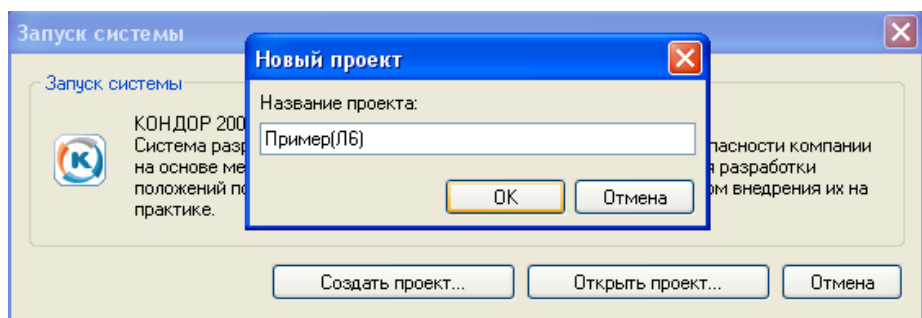 Запуск системы
Новый проект
Запуск системы
Название проекта:
Пример(Л6)
КОНДОР 200
Система разр пасности компании
на основе ме я разработки
положений по ом внедрения их на
практике.
ОК Отмена
Создать проект... Открыть проект... Отмена